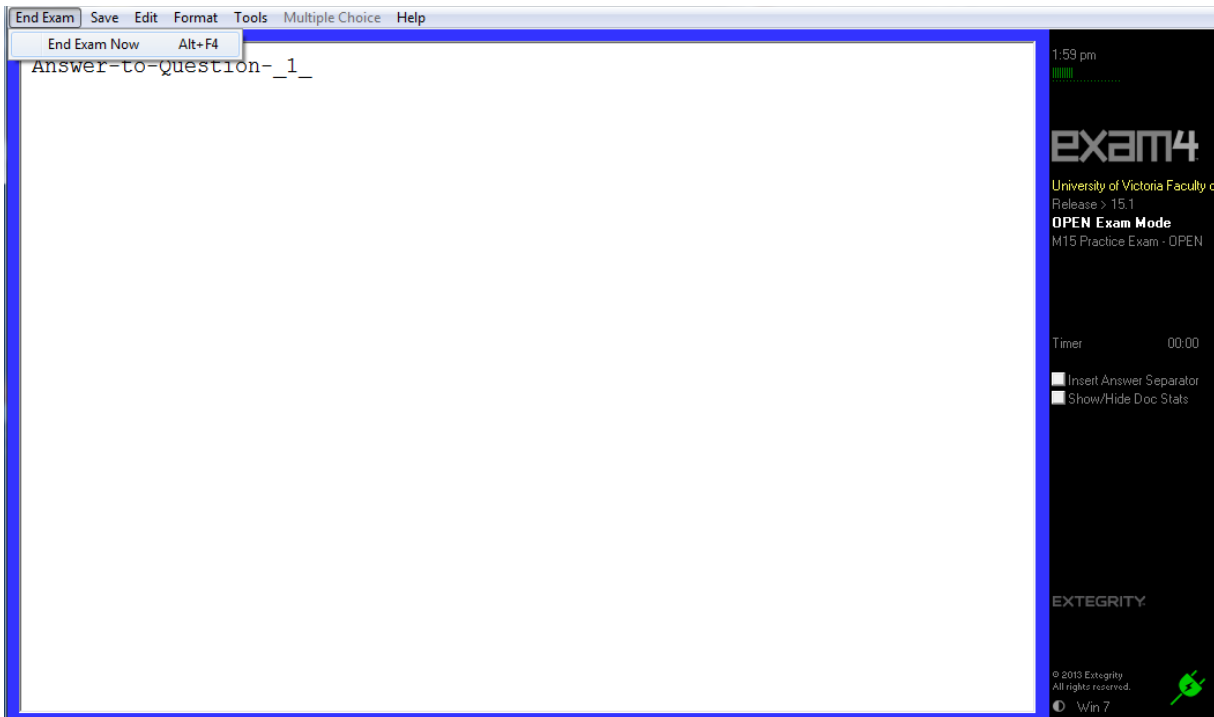 End Exam Save Edit Format Tools Multiple Choice Help
End Exam Now Alt+F4
Answer-to-Question-_1_
1:59 pm
exam4
University of Victoria Faculty
Release > 15.1
OPEN Exam Mode
M15 Practice Exam - OPEN
Timer 00:00
Insert Answer Separator
Show/Hide Doc Stats
EXTEGRITY
© 2013 Extegrity
All rights reserved.
Win 7